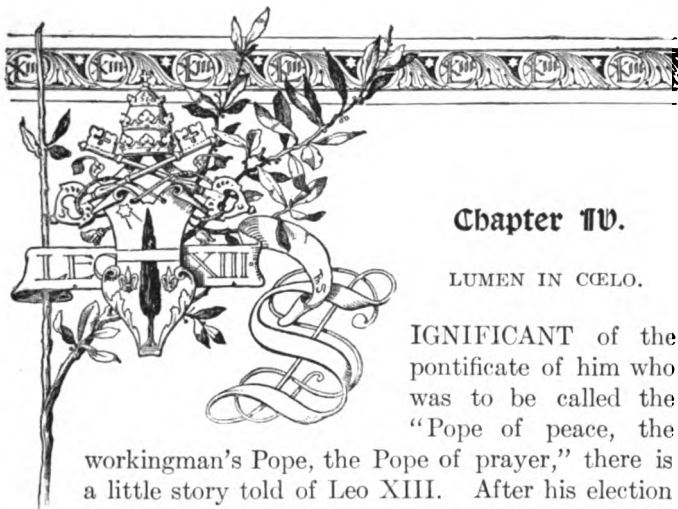 Chapter IV.
LUMEN IN CŒLO.
LEO XIII
SIGNIFICANT of the
pontificate of him who
was to be called the
“Pope of peace, the
workingman's Pope, the Pope of prayer,” there is
a little story told of Leo XIII. After his election